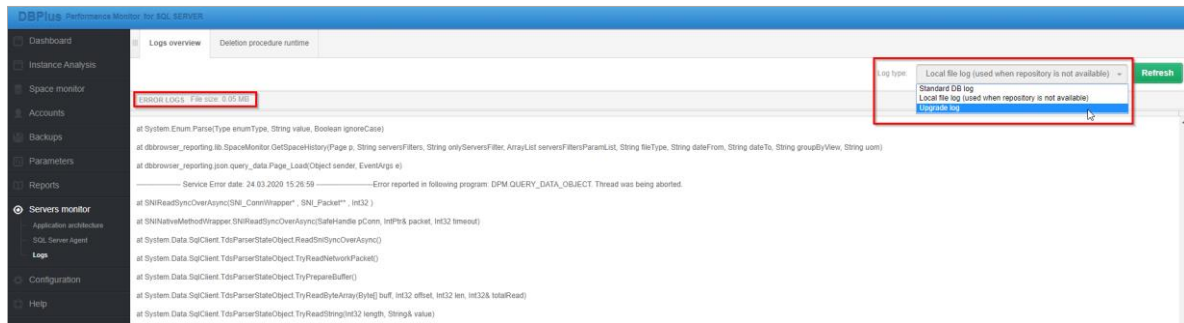 DBPlus Performance Monitor for SQL SERVER
Dashboard
Instance Analysis
Space monitor
Accounts
Backups
Parameters
Reports
Servers monitor
Application architecture
SQL Server Agent
Logs
Configuration
Help
Logs overview
Deletion procedure runtime
Log type:
Local file log (used when repository is not available)
Refresh
Standard DB log
Local file log (used when repository is not available)
Upgrade log
ERROR LOGS File size: 0.05 MB
at System.Enum.Parse(Type enumType, String value, Boolean ignoreCase)
at dbbrowser_reporting.lib.SpaceMonitor.GetSpaceHistory(Page p, String serversFilters, String onlyServersFilter, ArrayList serversFiltersParamList, String fileType, String dateFrom, String dateTo, String groupByView, String uom)
at dbbrowser_reporting.json.query_data.Page_Load(Object sender, EventArgs e)
------------------- Service Error date: 24.03.2020 15:26:59 -------------------Error reported in following program: DPM.QUERY_DATA_OBJECT. Thread was being aborted.
at SNIReadSyncOverAsync(SNI_ConnWrapper* , SNI_Packet** , Int32 )
at SNINativeMethodWrapper.SNIReadSyncOverAsync(SafeHandle pConn, IntPtr& packet, Int32 timeout)
at System.Data.SqlClient.TdsParserStateObject.ReadSniSyncOverAsync()
at System.Data.SqlClient.TdsParserStateObject.TryReadNetworkPacket()
at System.Data.SqlClient.TdsParserStateObject.TryPrepareBuffer()
at System.Data.SqlClient.TdsParserStateObject.TryReadByteArray(Byte[] buff, Int32 offset, Int32 len, Int32& totalRead)
at System.Data.SqlClient.TdsParserStateObject.TryReadString(Int32 length, String& value)